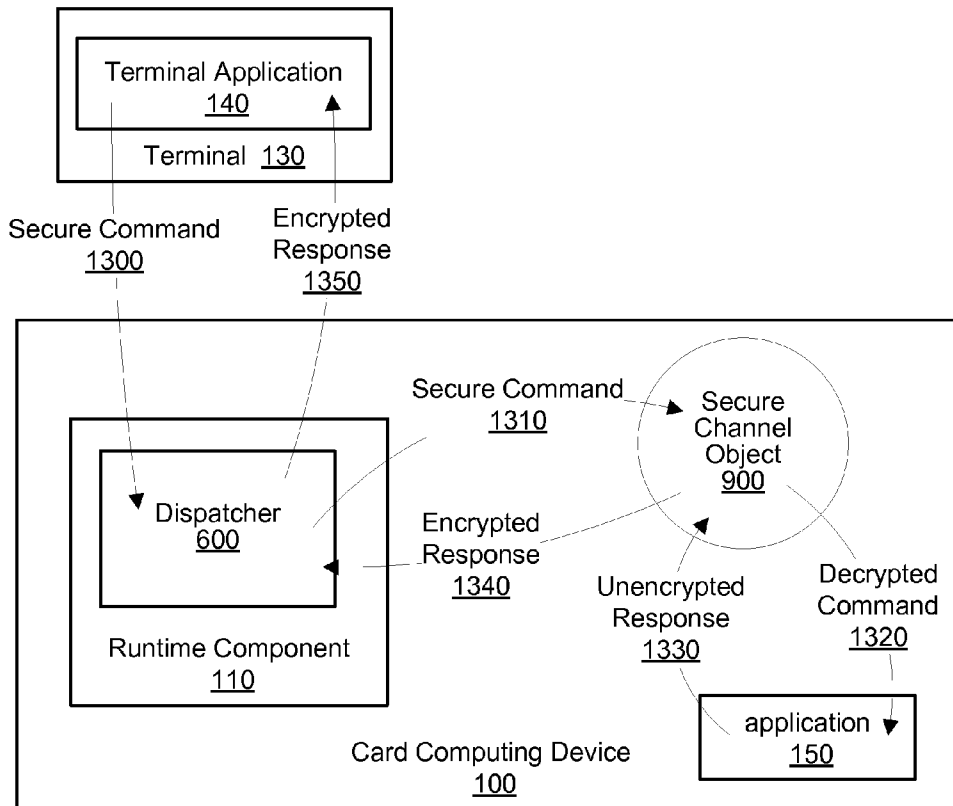 Terminal Application
140
Terminal 130
Secure Command
1300
Encrypted
Response
1350
Secure Command
1310
Secure
Channel
Object
900
Dispatcher
600
Encrypted
Response
1340
Unencrypted
Response
1330
Decrypted
Command
1320
Runtime Component
110
application
150
Card Computing Device
100